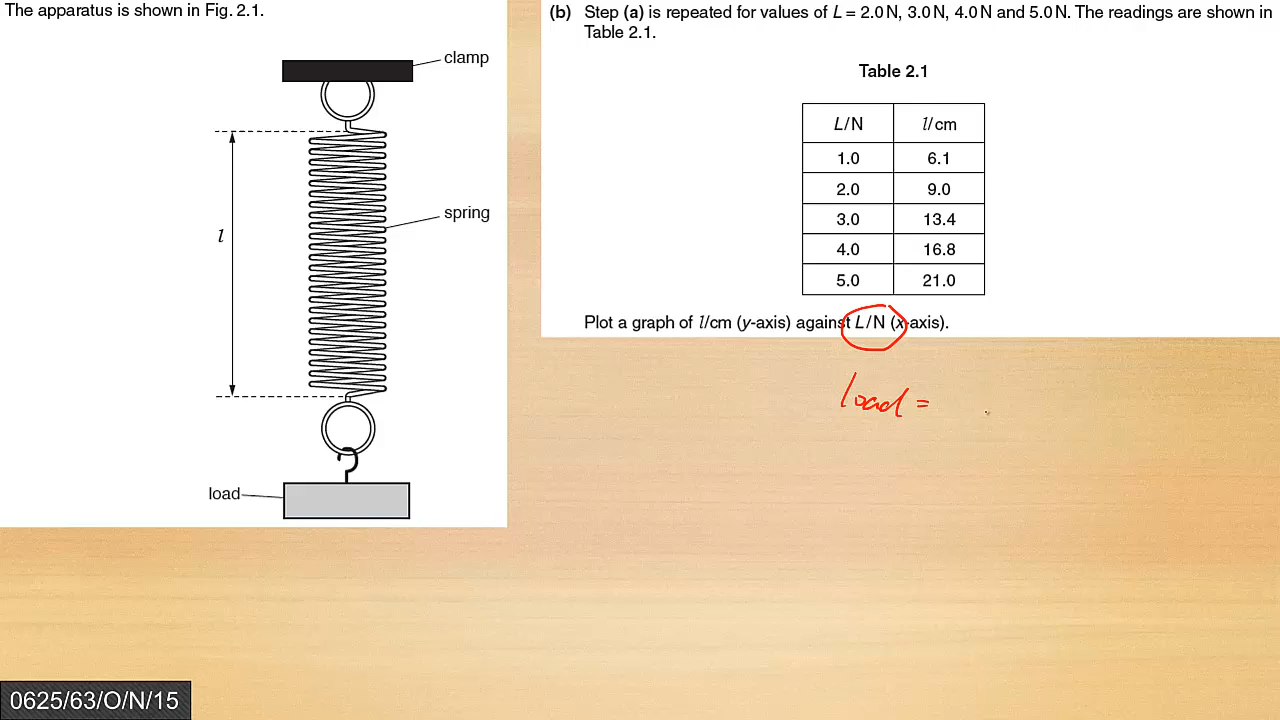 The apparatus is shown in Fig. 2.1.
clamp
spring
l
load
(b) Step (a) is repeated for values of L = 2.0 N, 3.0 N, 4.0 N and 5.0 N. The readings are shown in
Table 2.1.
Table 2.1
L/N l/cm
1.0 6.1
2.0 9.0
3.0 13.4
4.0 16.8
5.0 21.0
Plot a graph of l/cm (y-axis) against L/N (x-axis).
load =
0625/63/O/N/15